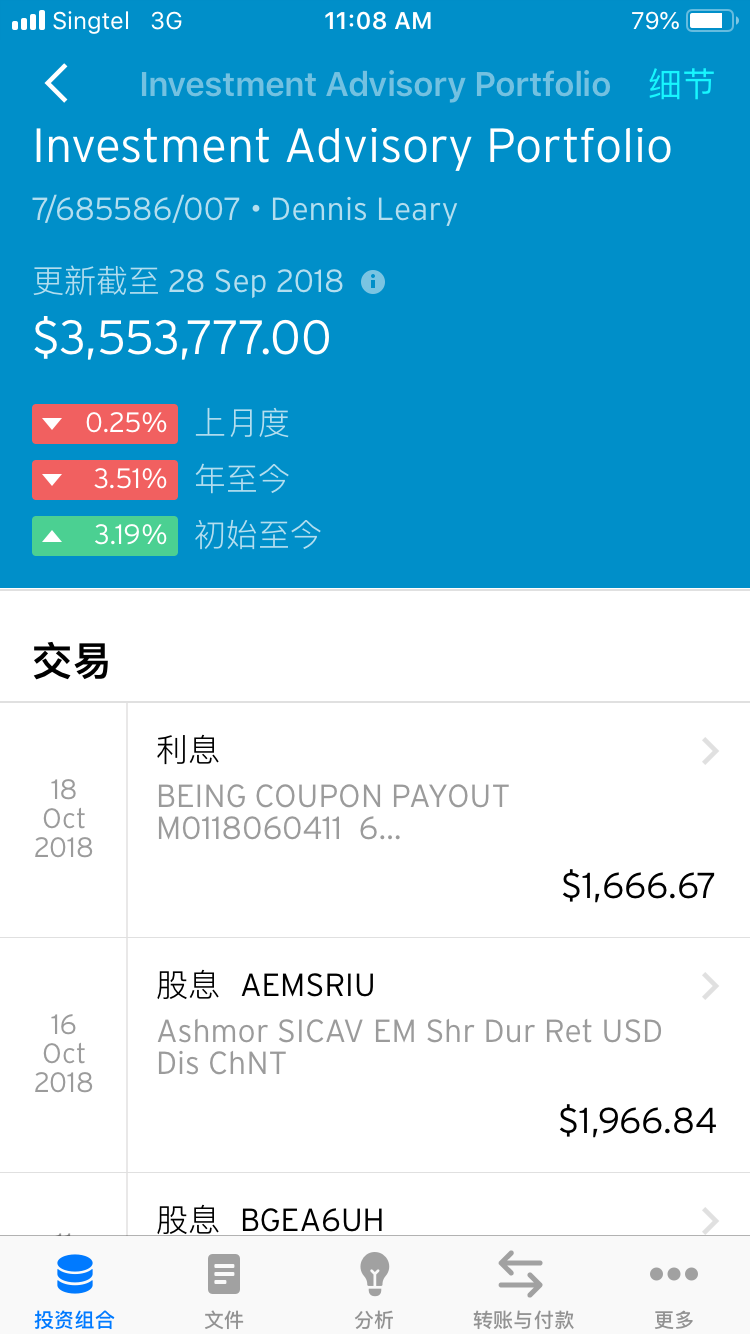 Singtel 3G 11:08 AM 79%
Investment Advisory Portfolio 细节
Investment Advisory Portfolio
7/685586/007 • Dennis Leary
更新截至 28 Sep 2018
$3,553,777.00
0.25% 上月度
3.51% 年至今
3.19% 初始至今
交易
18
Oct
2018
利息
BEING COUPON PAYOUT
M0118060411 6...
$1,666.67
16
Oct
2018
股息 AEMSRIU
Ashmor SICAV EM Shr Dur Ret USD
Dis ChNT
$1,966.84
股息 BGEA6UH
投资组合 文件 分析 转账与付款 更多